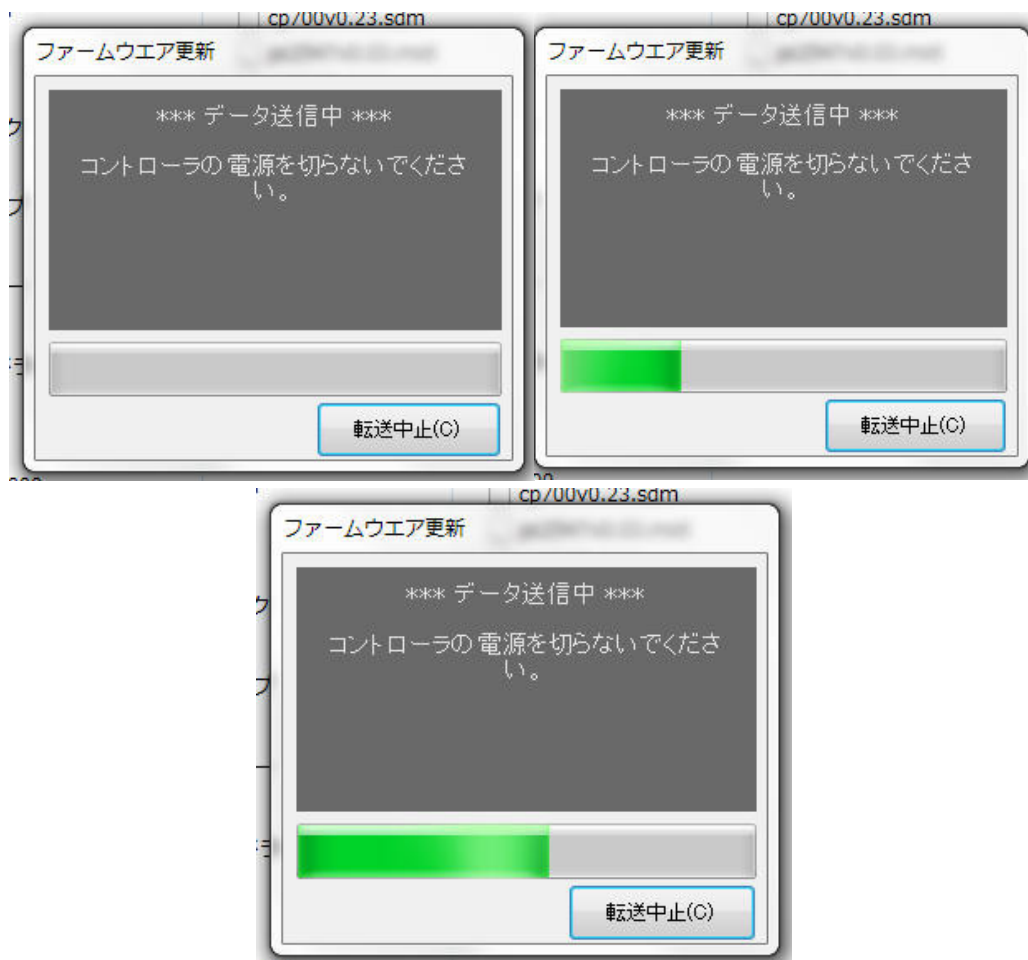 cp700v0.23.sdm
ファームウエア更新
*** データ送信中 ***
コントローラの電源を切らないでくださ
い。
転送中止(C)
cp700v0.23.sdm
ファームウエア更新
*** データ送信中 ***
コントローラの電源を切らないでくださ
い。
転送中止(C)
cp700v0.23.sdm
ファームウエア更新
*** データ送信中 ***
コントローラの電源を切らないでくださ
い。
転送中止(C)